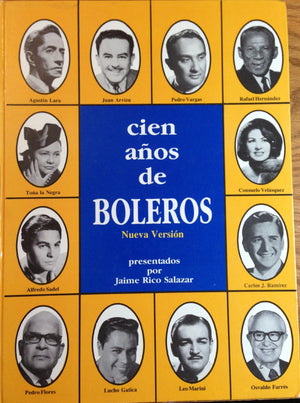 Agustín Lara
Juan Arvizu
Pedro Vargas
Rafael Hernández
cien
años
de
BOLEROS
Nueva Versión
presentados
por
Jaime Rico Salazar
Toña la Negra
Consuelo Velásquez
Alfredo Sadel
Carlos J. Ramírez
Pedro Flores
Lucho Gatica
Leo Marini
Osvaldo Farrés